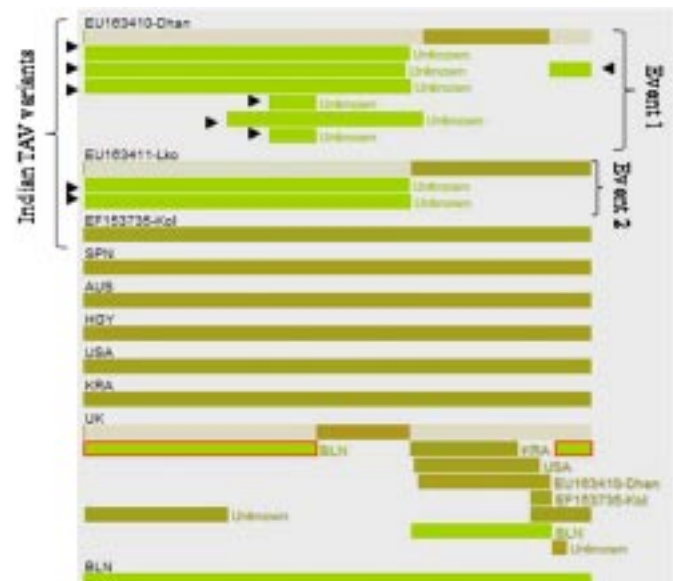 EU163410-Dhan
Unknown
Unknown
Unknown
Unknown
Unknown
Unknown
EU163411-Lko
Unknown
Unknown
EF153735-Kol
SPN
AUS
HGY
USA
KRA
UK
BLN KRA
USA
EU163410-Dhan
EF153735-Kol
Unknown
BLN
Unknown
BLN
Indian TAV variants
Event 1
Event 2